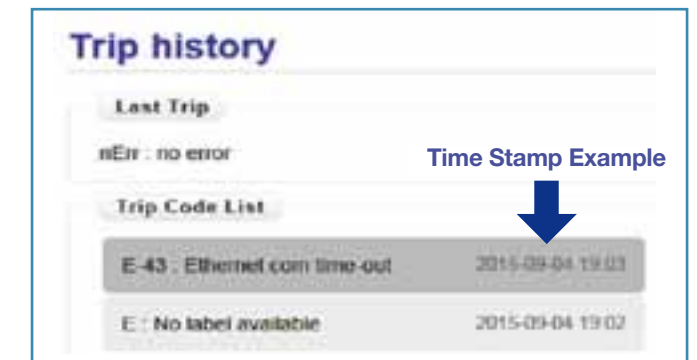 Trip history
Last Trip
nErr : no error
Time Stamp Example
Trip Code List
E-43 : Ethernet com time-out 2015-09-04 19:03
E : No label available 2015-09-04 19:02